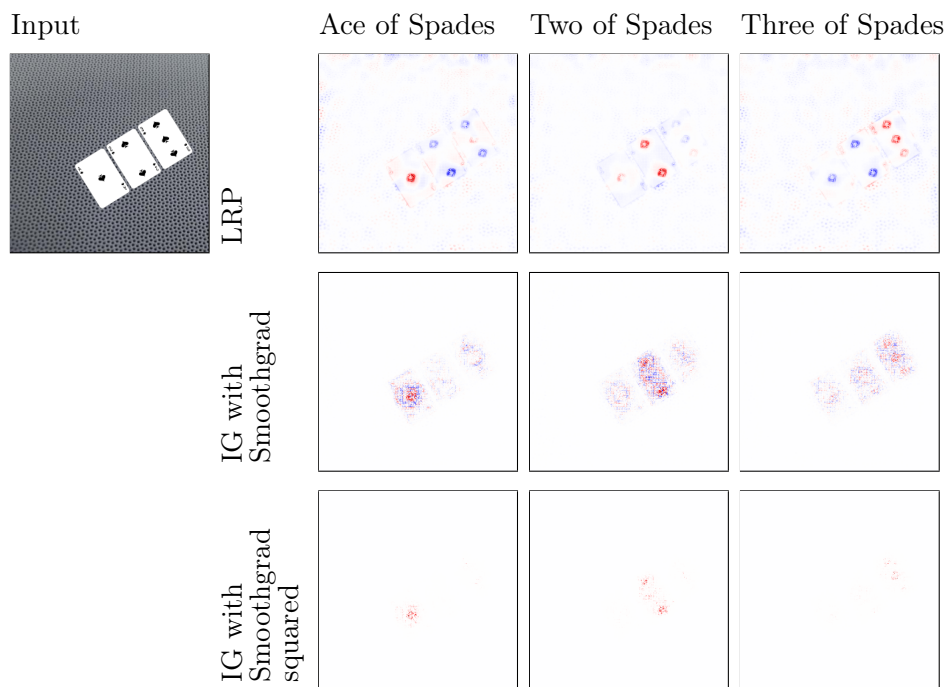 Input
Ace of Spades
Two of Spades
Three of Spades
LRP
IG with
Smoothgrad
IG with
Smoothgrad
squared